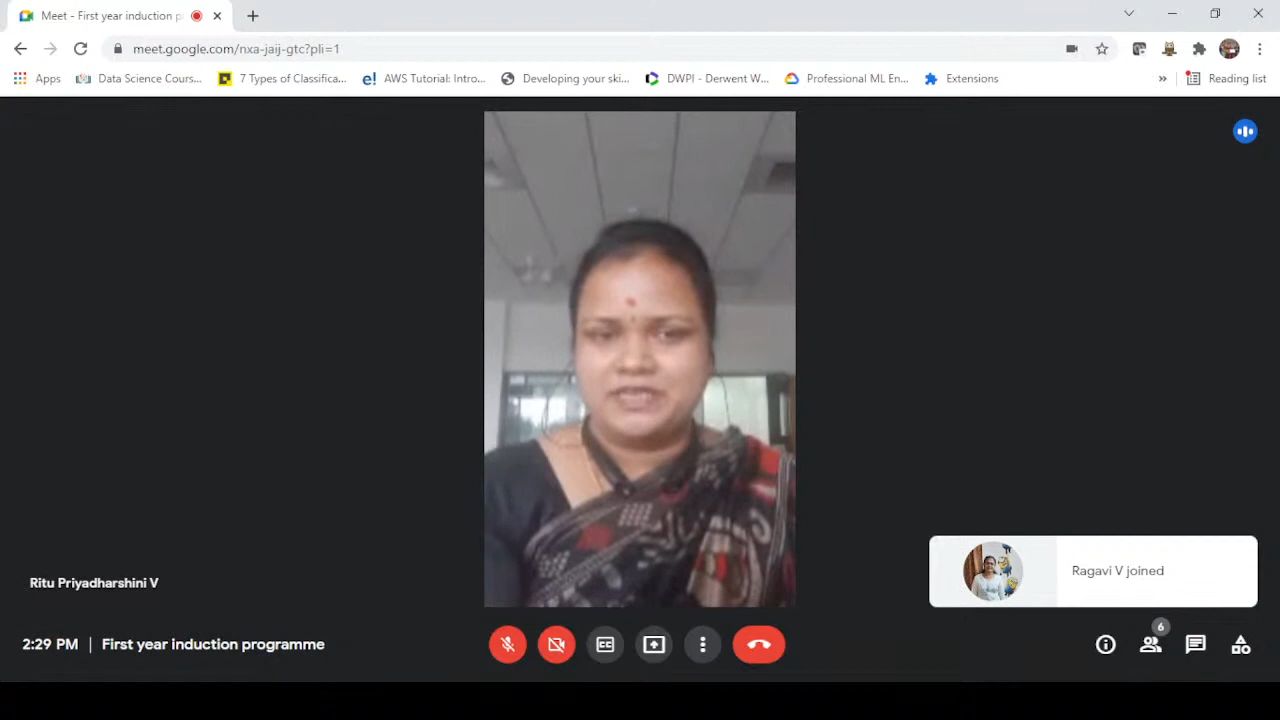 Meet - First year induction p
meet.google.com/nxa-jaij-gtc?pli=1
Apps
Data Science Cours...
7 Types of Classifica...
AWS Tutorial: Intro...
Developing your ski...
DWPI - Derwent W...
Professional ML En...
Extensions
»
Reading list
Ragavi V joined
Ritu Priyadharshini V
2:29 PM | First year induction programme
CC
6